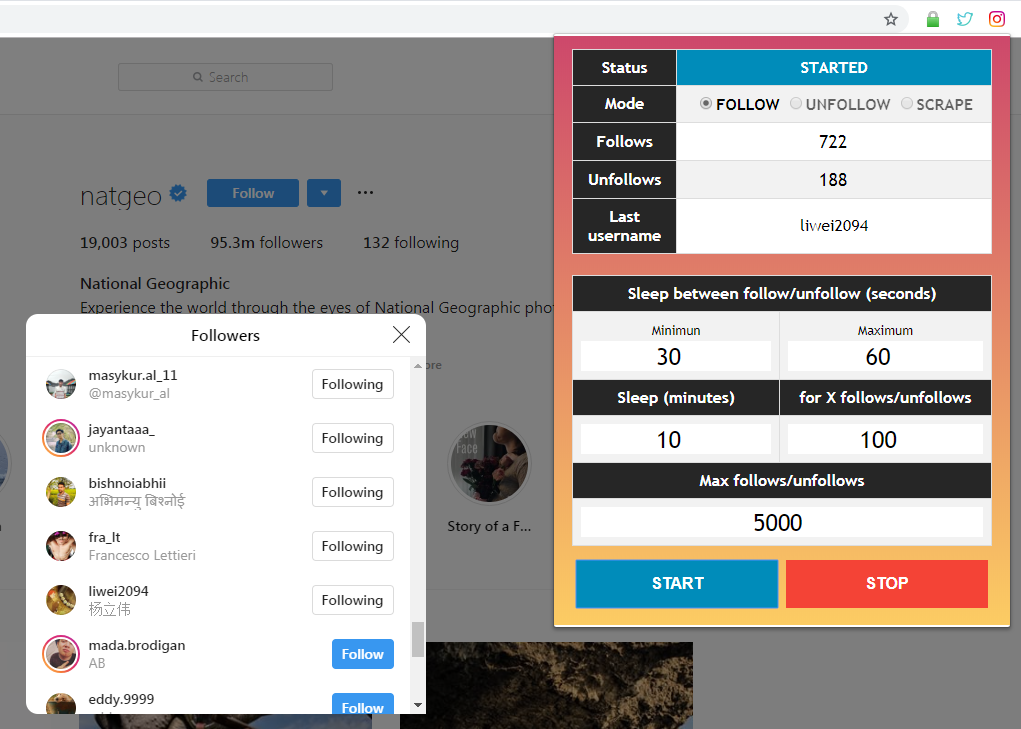 Search
natgeo
Follow
19,003 posts
95.3m followers
132 following
National Geographic
Experience the world through the eyes of National Geographic
ore
Followers
masykur.al_11
@masykur_al
Following
jayantaaa_
unknown
Following
bishnoiabhii
अभिमन्यु बिश्नोई
Following
fra_lt
Francesco Lettieri
Following
liwei2094
杨立伟
Following
mada.brodigan
AB
Follow
eddy.9999
Follow
Face
Story of a F...
Status
STARTED
Mode
FOLLOW
UNFOLLOW
SCRAPE
Follows
722
Unfollows
188
Last
username
liwei2094
Sleep between follow/unfollow (seconds)
Minimun
Maximum
30
60
Sleep (minutes)
for X follows/unfollows
10
100
Max follows/unfollows
5000
START
STOP